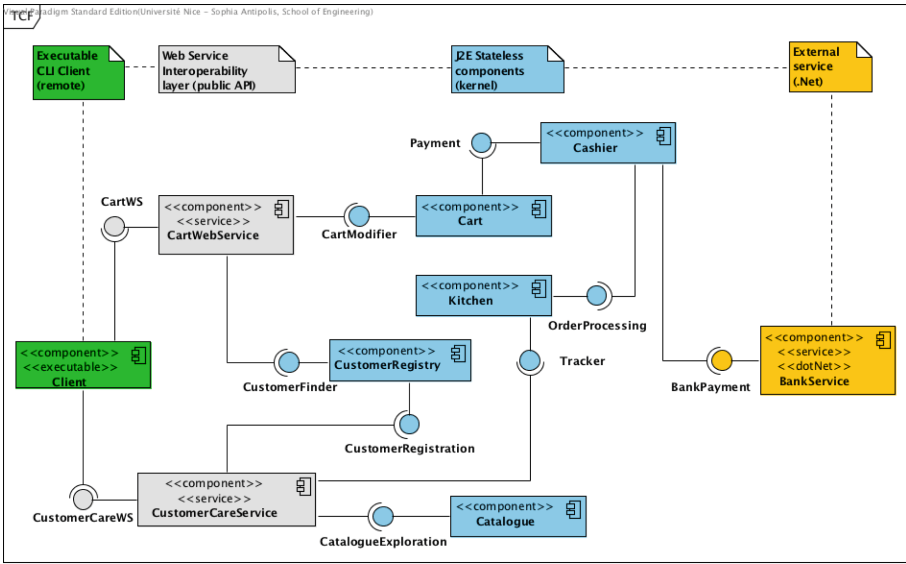 Visual Paradigm Standard Edition(Université Nice – Sophia Antipolis, School of Engineering)
TCF
Executable
CLI Client
(remote)
Web Service
Interoperability
layer (public API)
J2E Stateless
components
(kernel)
External
service
(.Net)
Payment
<<component>>
Cashier
CartWS
<<component>>
<<service>>
CartWebService
CartModifier
<<component>>
Cart
<<component>>
Kitchen
OrderProcessing
<<component>>
<<executable>>
Client
CustomerFinder
<<component>>
CustomerRegistry
Tracker
BankPayment
<<component>>
<<service>>
<<dotNet>>
BankService
CustomerRegistration
CustomerCareWS
<<component>>
<<service>>
CustomerCareService
CatalogueExploration
<<component>>
Catalogue